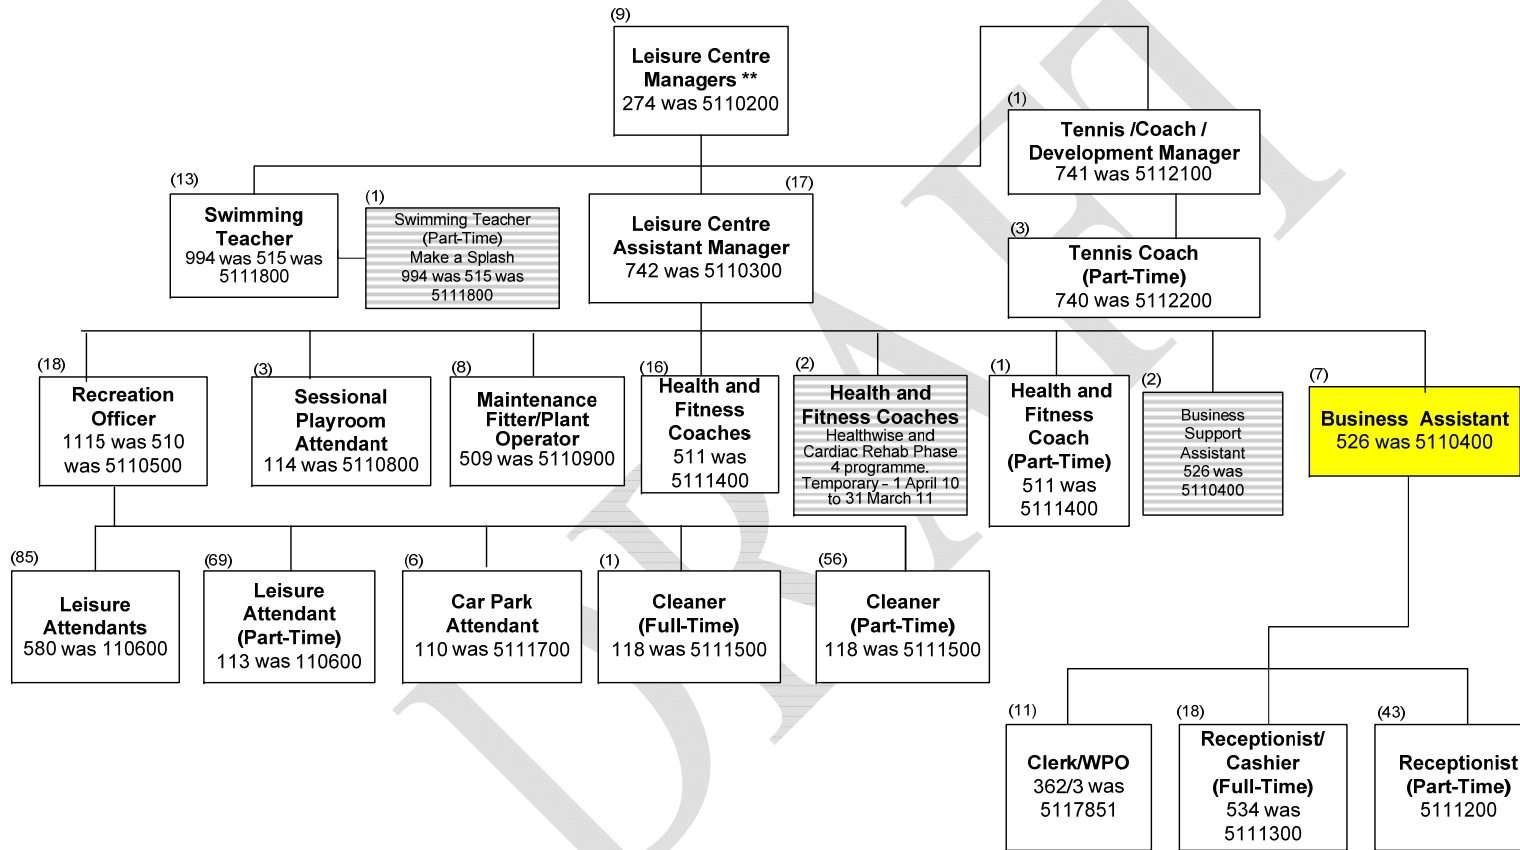 (9)
Leisure Centre
Managers **
274 was 5110200
(1)
Tennis /Coach /
Development Manager
741 was 5112100
(13)
Swimming
Teacher
994 was 515 was
5111800
(1)
Swimming Teacher
(Part-Time)
Make a Splash
994 was 515 was
5111800
(17)
Leisure Centre
Assistant Manager
742 was 5110300
(3)
Tennis Coach
(Part-Time)
740 was 5112200
(18)
Recreation
Officer
1115 was 510
was 5110500
(3)
Sessional
Playroom
Attendant
114 was 5110800
(8)
Maintenance
Fitter/Plant
Operator
509 was 5110900
(16)
Health and
Fitness
Coaches
511 was
5111400
(2)
Health and
Fitness Coaches
Healthwise and
Cardiac Rehab Phase
4 programme.
Temporary - 1 April 10
to 31 March 11
(1)
Health and
Fitness
Coach
(Part-Time)
511 was
5111400
(2)
Business
Support
Assistant
526 was
5110400
(7)
Business Assistant
526 was 5110400
(85)
Leisure
Attendants
580 was 110600
(69)
Leisure
Attendant
(Part-Time)
113 was 110600
(6)
Car Park
Attendant
110 was 5111700
(1)
Cleaner
(Full-Time)
118 was 5111500
(56)
Cleaner
(Part-Time)
118 was 5111500
(11)
Clerk/WPO
362/3 was
5117851
(18)
Receptionist/
Cashier
(Full-Time)
534 was
5111300
(43)
Receptionist
(Part-Time)
5111200
DRAFT